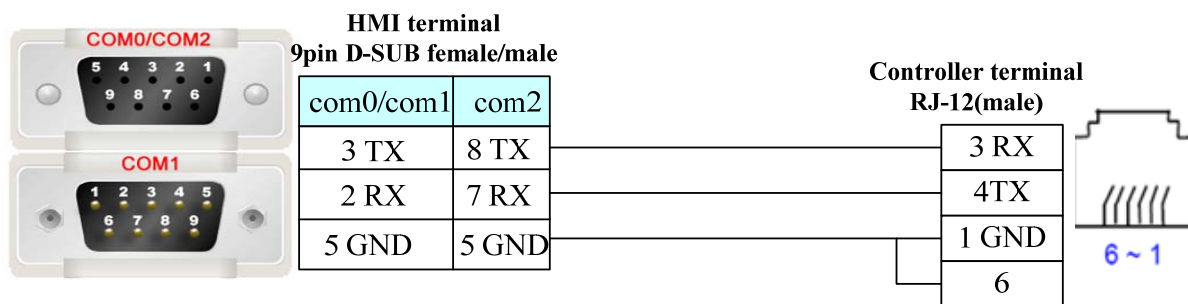 HMI terminal
9pin D-SUB female/male
COM0/COM2
5 4 3 2 1
9 8 7 6
COM1
1 2 3 4 5
6 7 8 9
com0/com1 com2
3 TX 8 TX
2 RX 7 RX
5 GND 5 GND
Controller terminal
RJ-12(male)
3 RX
4TX
1 GND
6
6 ~ 1